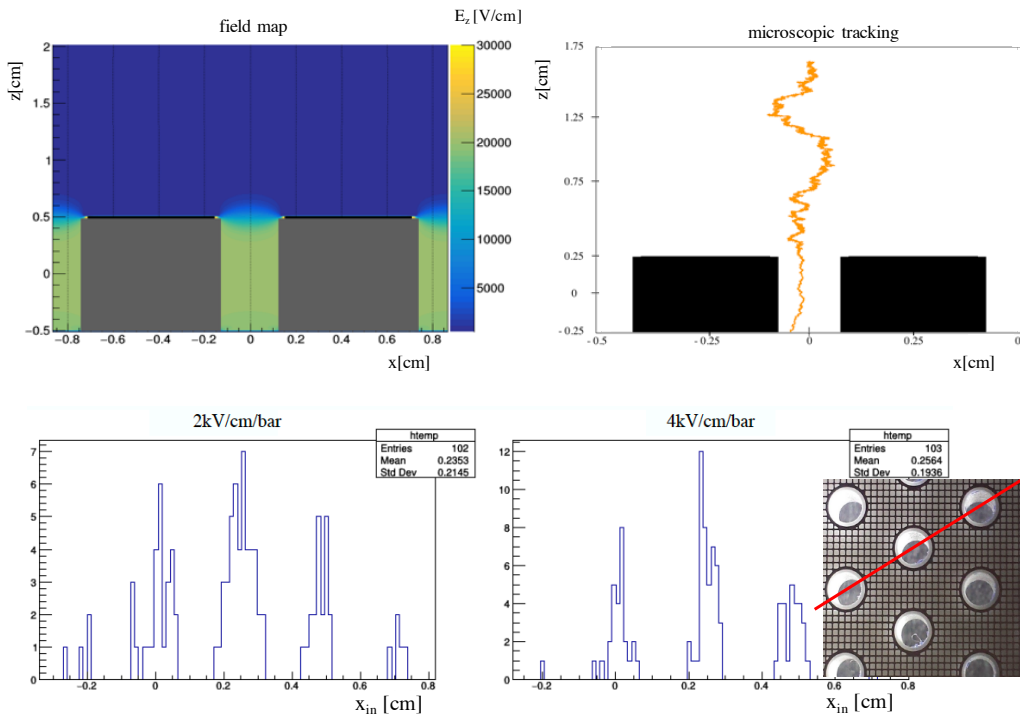 field map
E_z [V/cm]
z[cm]
2
1.5
1
0.5
0
−0.5
−0.8 −0.6 −0.4 −0.2 0 0.2 0.4 0.6 0.8
x[cm]
30000
25000
20000
15000
10000
5000
microscopic tracking
z[cm]
1.75
1.25
0.75
0.25
0
-0.25
-0.5 -0.25 0 0.25 0
x[cm]
2kV/cm/bar
htemp
Entries 102
Mean 0.2353
Std Dev 0.2145
7
6
5
4
3
2
1
0
−0.2 0 0.2 0.4 0.6 0.8
x_in [cm]
4kV/cm/bar
htemp
Entries 103
Mean 0.2564
Std Dev 0.1936
12
10
8
6
4
2
0
−0.2 0 0.2 0.4 0.6 0.8
x_in [cm]